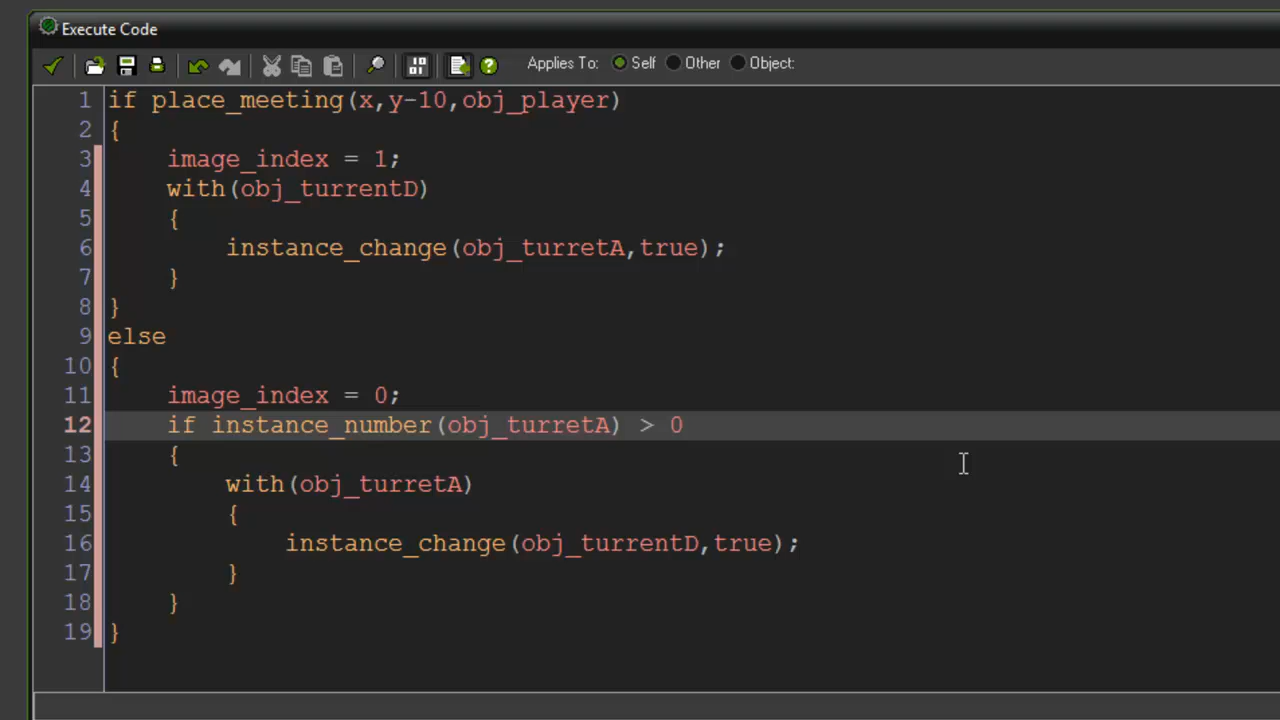 Execute Code
Applies To: Self Other Object:
1 if place_meeting(x,y-10,obj_player)
2 {
3 image_index = 1;
4 with(obj_turrentD)
5 {
6 instance_change(obj_turretA,true);
7 }
8 }
9 else
10 {
11 image_index = 0;
12 if instance_number(obj_turretA) > 0
13 {
14 with(obj_turretA)
15 {
16 instance_change(obj_turrentD,true);
17 }
18 }
19 }